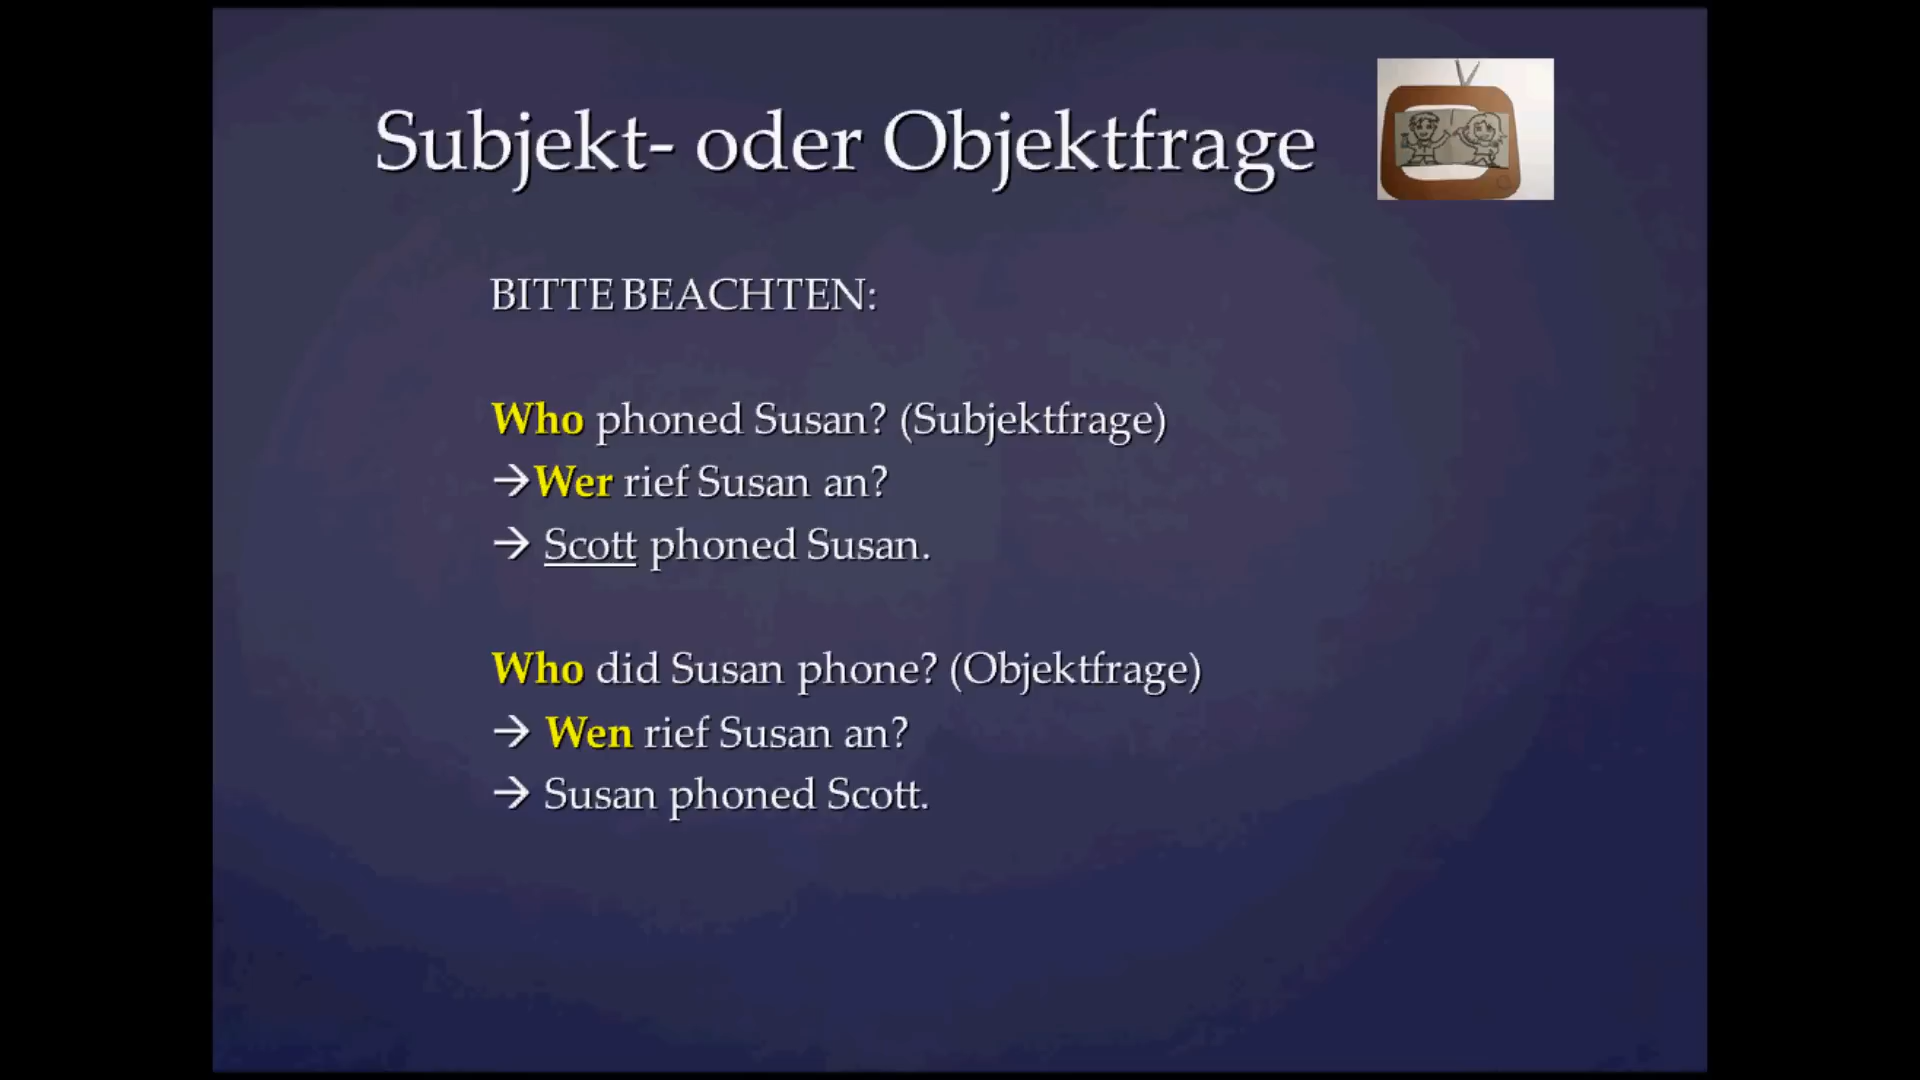 Subjekt- oder Objektfrage
BITTE BEACHTEN:
Who phoned Susan? (Subjektfrage)
→Wer rief Susan an?
→ Scott phoned Susan.
Who did Susan phone? (Objektfrage)
→ Wen rief Susan an?
→ Susan phoned Scott.